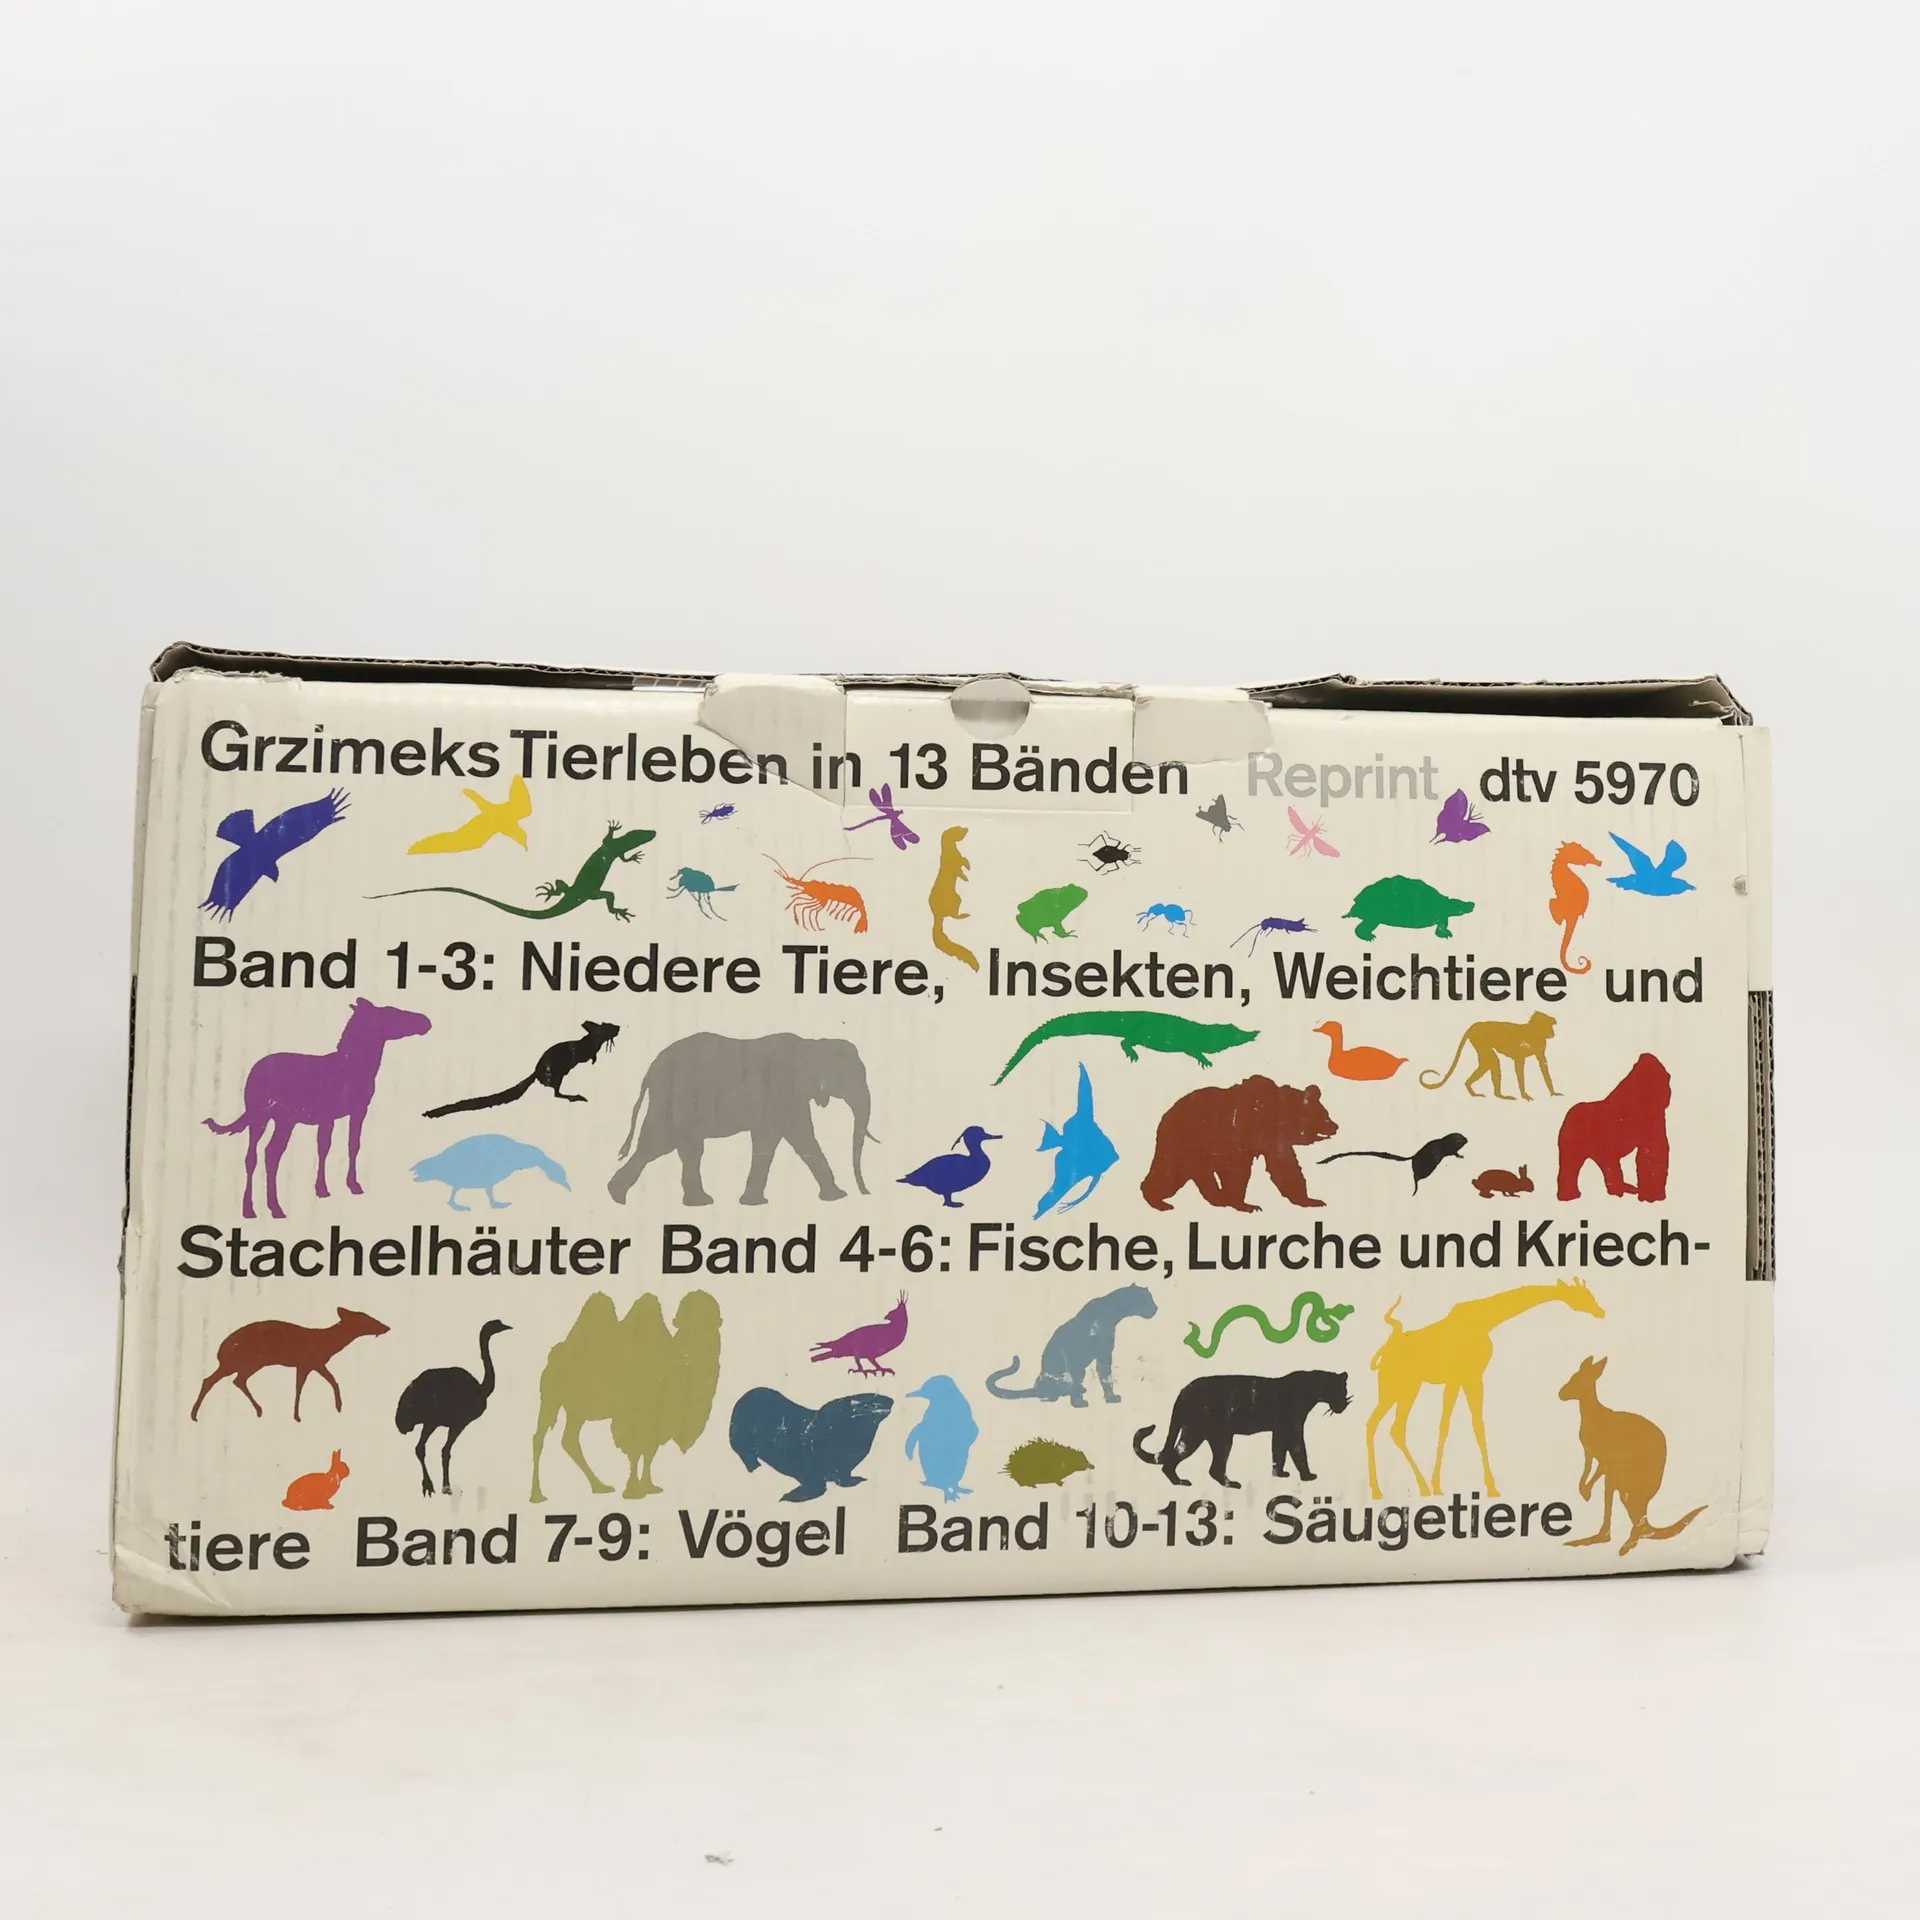 Grzimeks Tierleben in 13 Bänden Reprint dtv 5970
Band 1-3: Niedere Tiere, Insekten, Weichtiere und
Stachelhäuter Band 4-6: Fische, Lurche und Kriech-
tiere Band 7-9: Vögel Band 10-13: Säugetiere